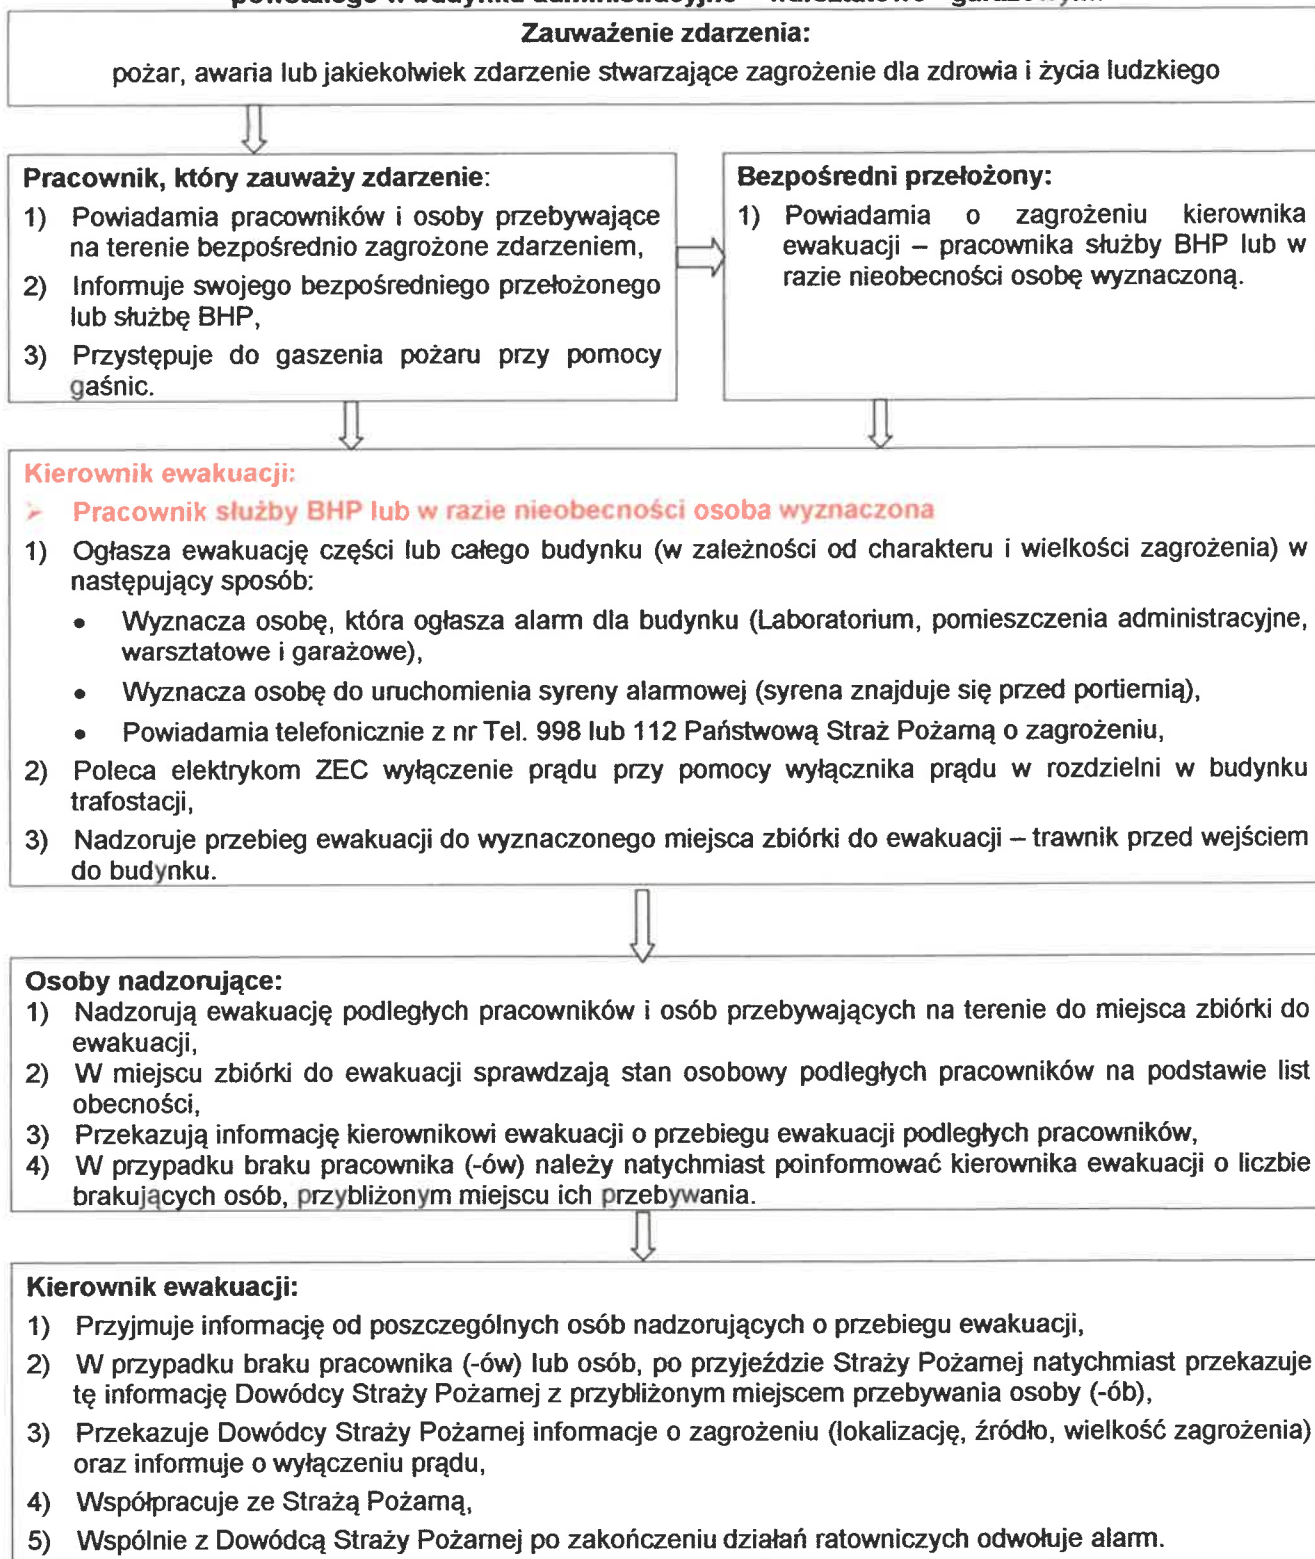 Zauważenie zdarzenia:
pożar, awaria lub jakiekolwiek zdarzenie stwarzające zagrożenie dla zdrowia i życia ludzkiego
Pracownik, który zauważy zdarzenie:
1) Powiadamia pracowników i osoby przebywające
na terenie bezpośrednio zagrożone zdarzeniem,
2) Informuje swojego bezpośredniego przełożonego
lub służbę BHP,
3) Przystępuje do gaszenia pożaru przy pomocy
gaśnic.
Bezpośredni przełożony:
1) Powiadamia o zagrożeniu kierownika
ewakuacji – pracownika służby BHP lub w
razie nieobecności osobę wyznaczoną.
Kierownik ewakuacji:
➢ Pracownik służby BHP lub w razie nieobecności osoba wyznaczona
1) Ogłasza ewakuację części lub całego budynku (w zależności od charakteru i wielkości zagrożenia) w
następujący sposób:
• Wyznacza osobę, która ogłasza alarm dla budynku (Laboratorium, pomieszczenia administracyjne,
warsztatowe i garażowe),
• Wyznacza osobę do uruchomienia syreny alarmowej (syrena znajduje się przed portiernią),
• Powiadamia telefonicznie z nr Tel. 998 lub 112 Państwową Straż Pożarną o zagrożeniu,
2) Poleca elektrykom ZEC wyłączenie prądu przy pomocy wyłącznika prądu w rozdzielni w budynku
trafostacji,
3) Nadzoruje przebieg ewakuacji do wyznaczonego miejsca zbiórki do ewakuacji – trawnik przed wejściem
do budynku.
Osoby nadzorujące:
1) Nadzorują ewakuację podległych pracowników i osób przebywających na terenie do miejsca zbiórki do
ewakuacji,
2) W miejscu zbiórki do ewakuacji sprawdzają stan osobowy podległych pracowników na podstawie list
obecności,
3) Przekazują informację kierownikowi ewakuacji o przebiegu ewakuacji podległych pracowników,
4) W przypadku braku pracownika (-ów) należy natychmiast poinformować kierownika ewakuacji o liczbie
brakujących osób, przybliżonym miejscu ich przebywania.
Kierownik ewakuacji:
1) Przyjmuje informację od poszczególnych osób nadzorujących o przebiegu ewakuacji,
2) W przypadku braku pracownika (-ów) lub osób, po przyjeździe Straży Pożarnej natychmiast przekazuje
tę informację Dowódcy Straży Pożarnej z przybliżonym miejscem przebywania osoby (-ób),
3) Przekazuje Dowódcy Straży Pożarnej informacje o zagrożeniu (lokalizację, źródło, wielkość zagrożenia)
oraz informuje o wyłączeniu prądu,
4) Współpracuje ze Strażą Pożarną,
5) Wspólnie z Dowódcą Straży Pożarnej po zakończeniu działań ratowniczych odwołuje alarm.